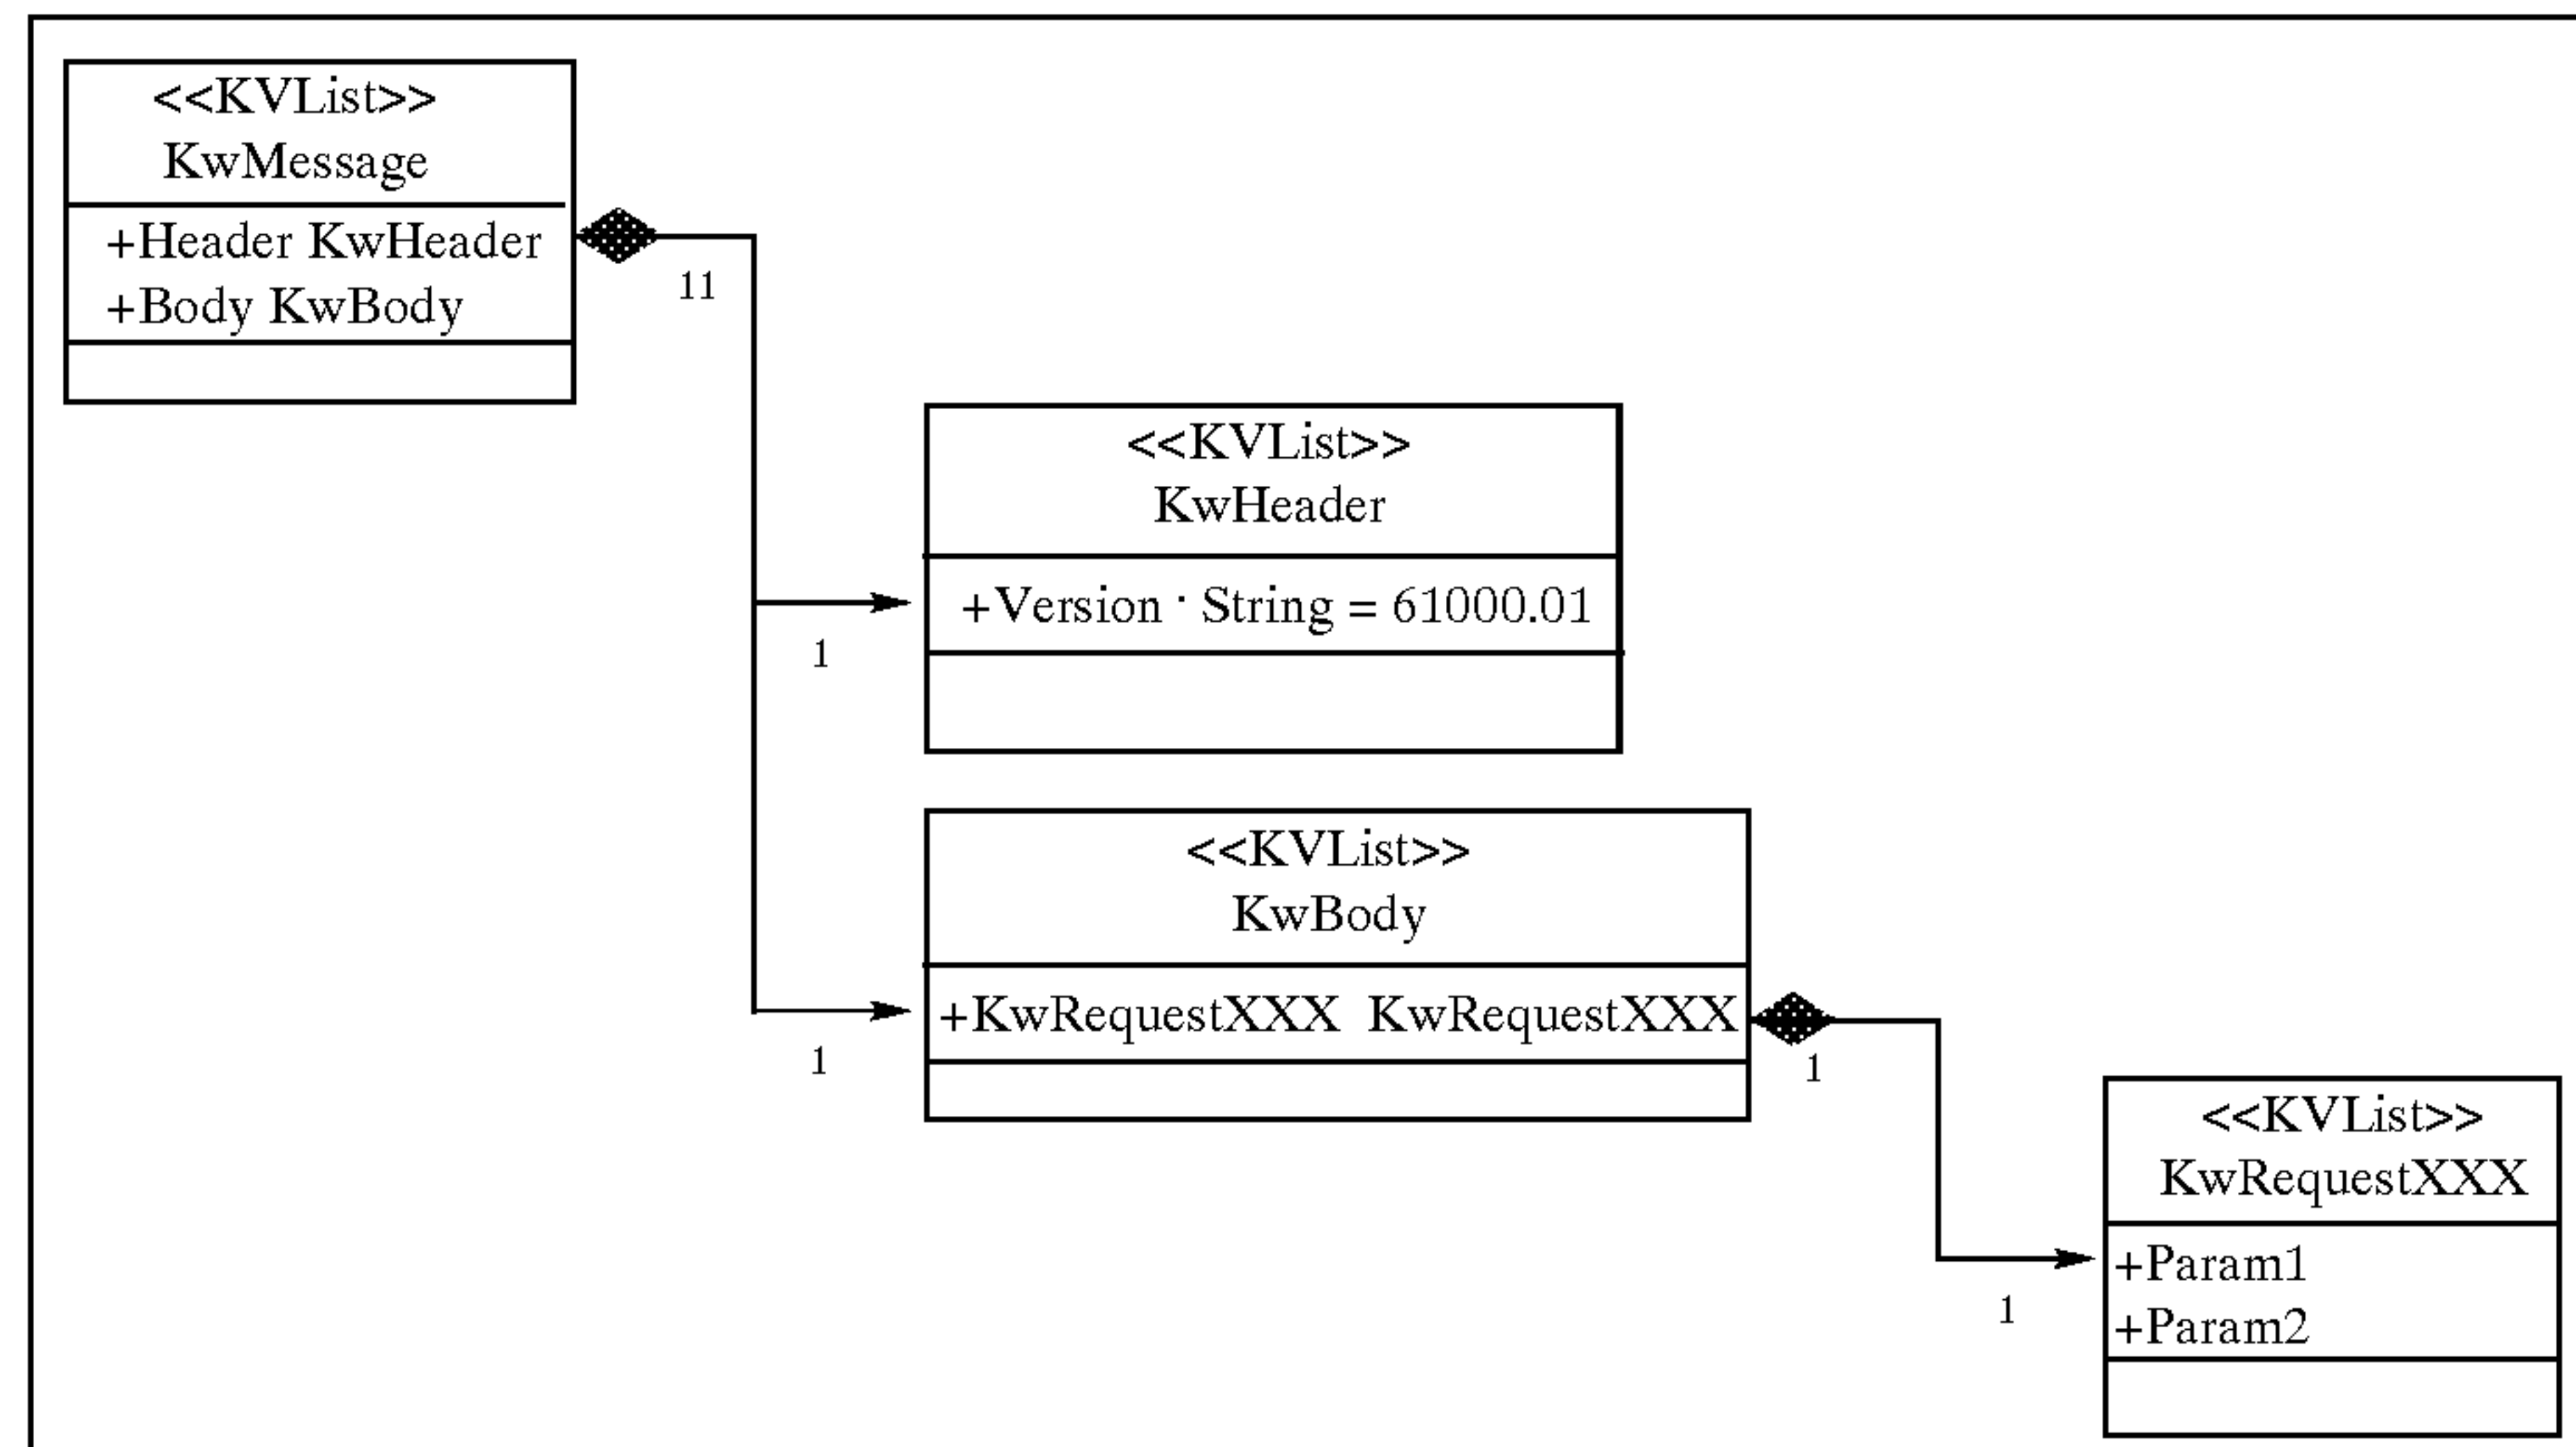 <<KVList>>
KwMessage
+Header KwHeader
+Body KwBody
11
<<KVList>>
KwHeader
+Version · String = 61000.01
1
<<KVList>>
KwBody
+KwRequestXXX KwRequestXXX
1
1
<<KVList>>
KwRequestXXX
+Param1
+Param2
1